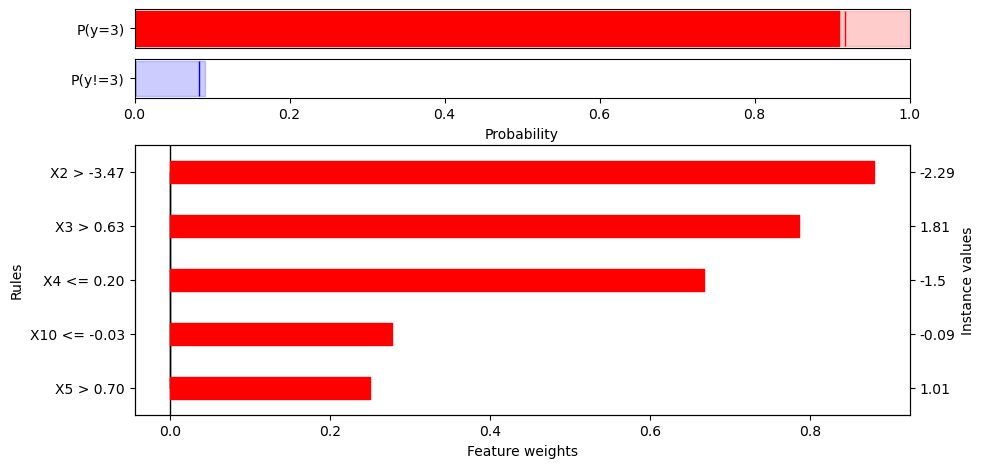 P(y=3)
P(y!=3)
0.0 0.2 0.4 0.6 0.8 1.0
Probability
X2 > -3.47 -2.29
X3 > 0.63 1.81
X4 <= 0.20 -1.5
X10 <= -0.03 -0.09
X5 > 0.70 1.01
Rules
Instance values
0.0 0.2 0.4 0.6 0.8
Feature weights